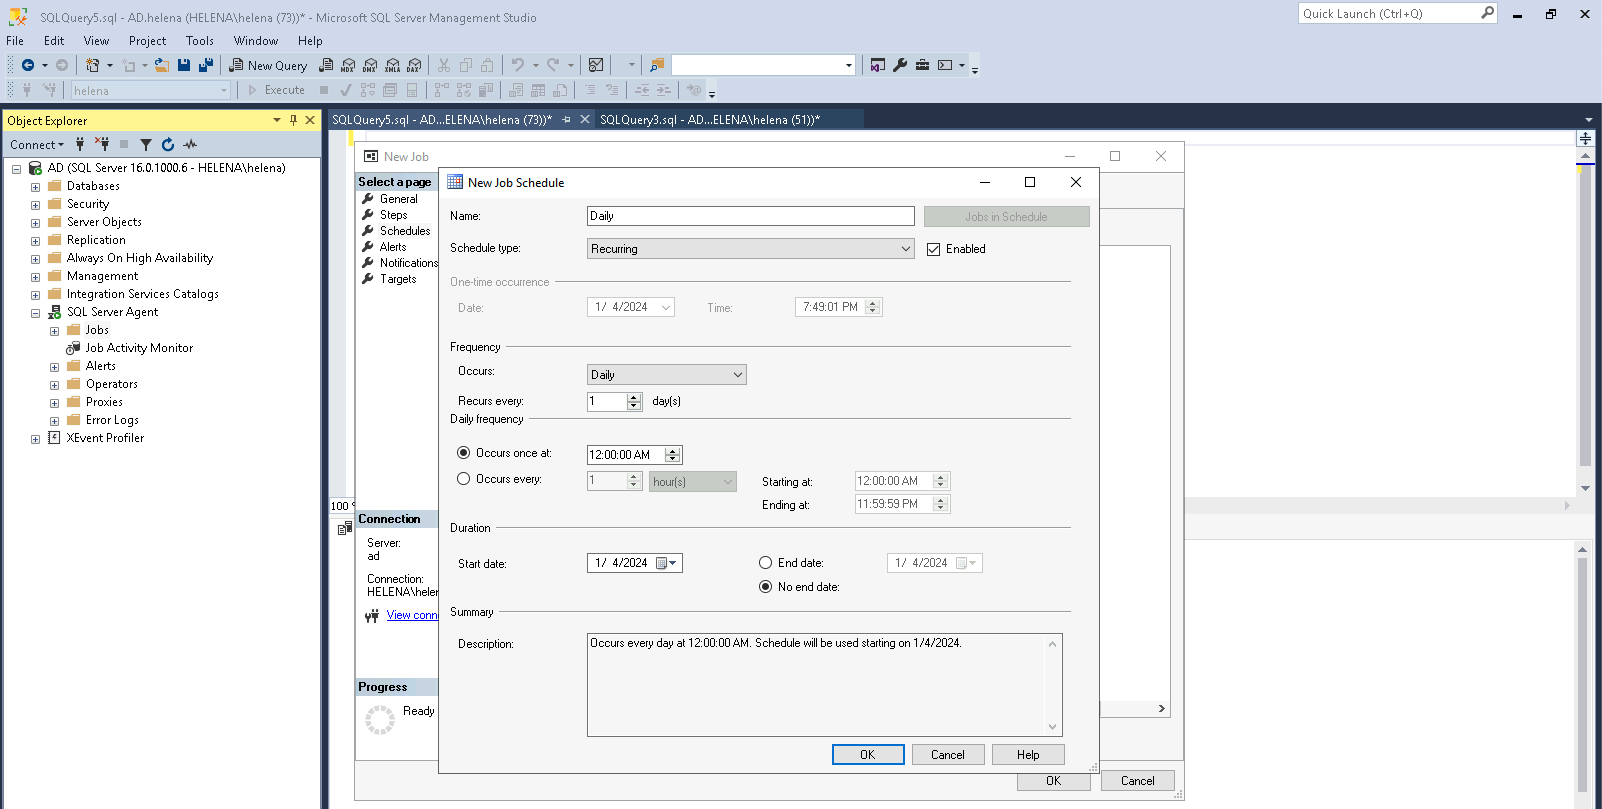 SQLQuery5.sql - AD.helena (HELENA\helena (73))* - Microsoft SQL Server Management Studio
Quick Launch (Ctrl+Q)
File Edit View Project Tools Window Help
New Query
MDX DMX XMLA DAX
helena
Execute
Object Explorer
SQLQuery5.sql - AD...ELENA\helena (73))*
SQLQuery3.sql - AD...ELENA\helena (51))*
Connect
AD (SQL Server 16.0.1000.6 - HELENA\helena)
Databases
Security
Server Objects
Replication
Always On High Availability
Management
Integration Services Catalogs
SQL Server Agent
Jobs
Job Activity Monitor
Alerts
Operators
Proxies
Error Logs
XEvent Profiler
100
New Job
Select a page
General
Steps
Schedules
Alerts
Notifications
Targets
Connection
Server:
ad
Connection:
HELENA\heler
View conn
Progress
Ready
OK
Cancel
New Job Schedule
Name:
Daily
Jobs in Schedule
Schedule type:
Recurring
Enabled
One-time occurrence
Date:
1/ 4/2024
Time:
7:49:01 PM
Frequency
Occurs:
Daily
Recurs every:
1
day(s)
Daily frequency
Occurs once at:
12:00:00 AM
Occurs every:
1
hour(s)
Starting at:
12:00:00 AM
Ending at:
11:59:59 PM
Duration
Start date:
1/ 4/2024
End date:
1/ 4/2024
No end date:
Summary
Description:
Occurs every day at 12:00:00 AM. Schedule will be used starting on 1/4/2024.
OK
Cancel
Help